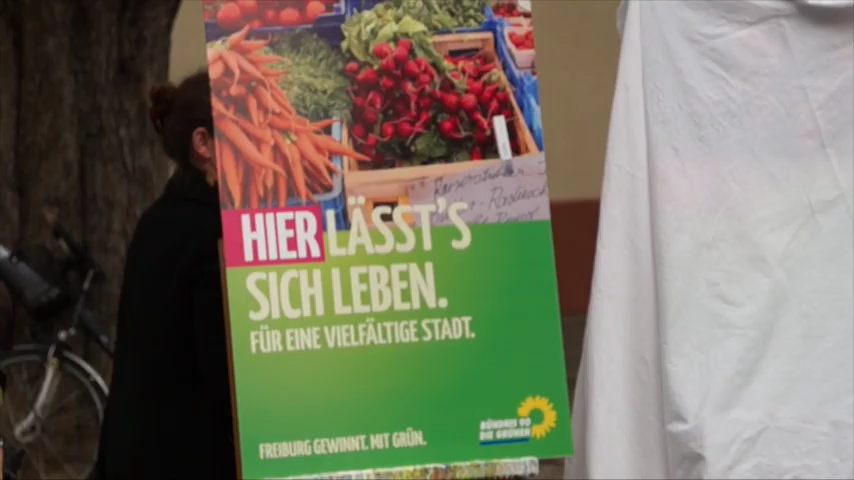 HIER LÄSST'S
SICH LEBEN.
FÜR EINE VIELFÄLTIGE STADT.
FREIBURG GEWINNT. MIT GRÜN.
BÜNDNIS 90
DIE GRÜNEN